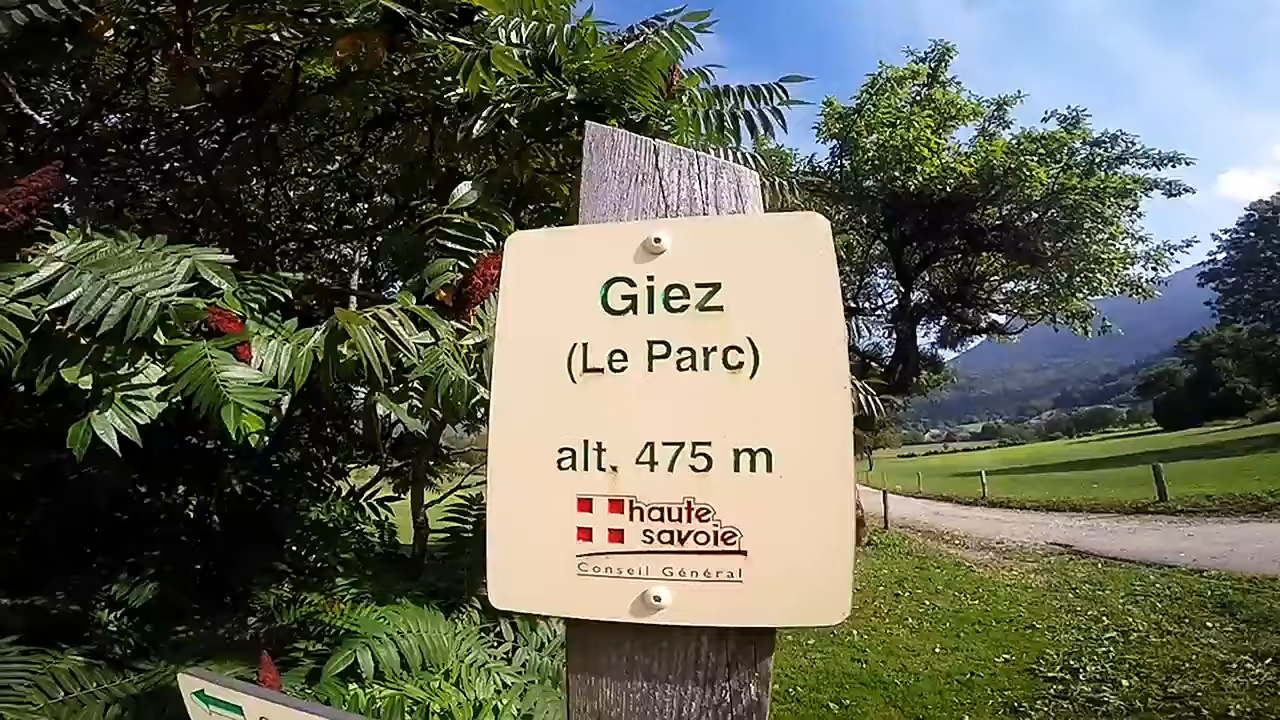 Giez
(Le Parc)
alt. 475 m
haute
savoie
Conseil Général